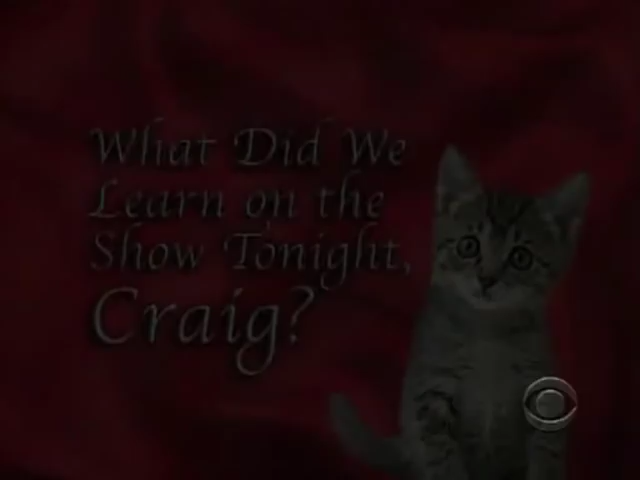 What Did We
Learn on the
Show Tonight,
Craig?